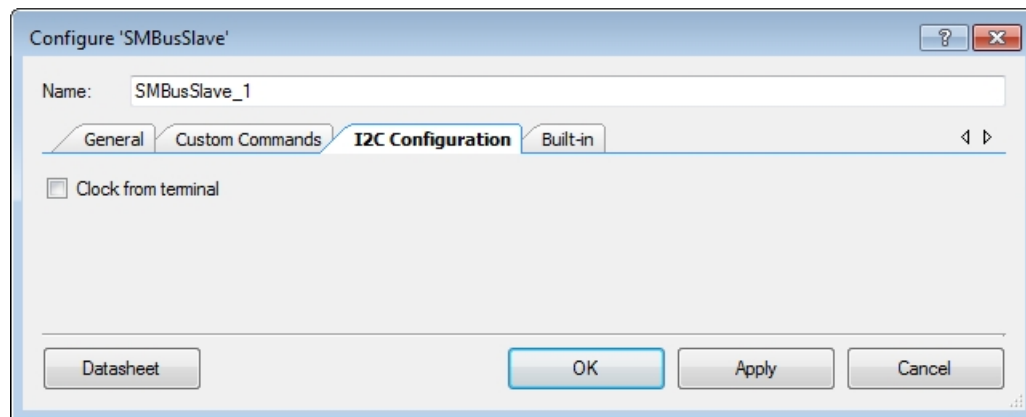 Configure 'SMBusSlave'
?
Name: SMBusSlave_1
General Custom Commands I2C Configuration Built-in
Clock from terminal
Datasheet OK Apply Cancel